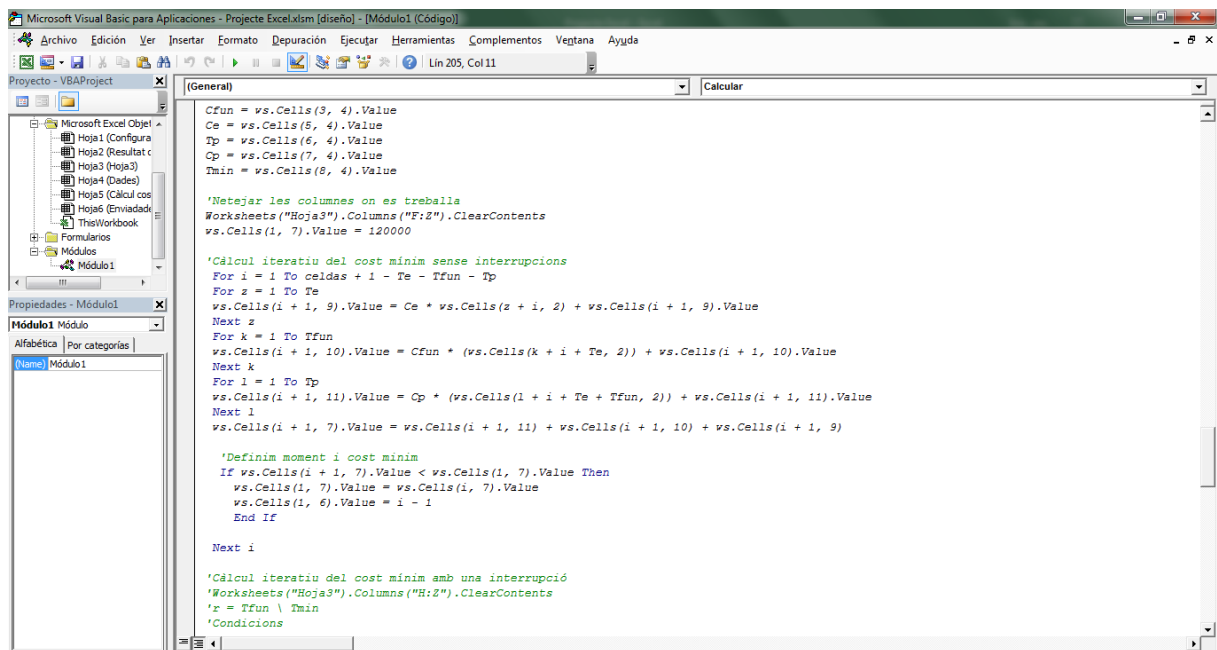 Microsoft Visual Basic para Aplicaciones - Projecte Excel.xlsm [diseño] - [Módulo1 (Código)]
Archivo Edición Ver Insertar Formato Depuración Ejecutar Herramientas Complementos Ventana Ayuda
Lín 205, Col 11
Proyecto - VBAProject
(General) Calcular
Microsoft Excel Objet
Hoja1 (Configura
Hoja2 (Resultat c
Hoja3 (Hoja3)
Hoja4 (Dades)
Hoja5 (Càlcul cos
Hoja6 (Enviadade
ThisWorkbook
Formularios
Módulos
Módulo1
Propiedades - Módulo1
Módulo1 Módulo
Alfabética Por categorías
(Name) Módulo1
Cfun = ws.Cells(3, 4).Value
Ce = ws.Cells(5, 4).Value
Tp = ws.Cells(6, 4).Value
Cp = ws.Cells(7, 4).Value
Tmin = ws.Cells(8, 4).Value
'Netejar les columnes on es treballa
Worksheets("Hoja3").Columns("F:Z").ClearContents
ws.Cells(1, 7).Value = 120000
'Càlcul iteratiu del cost mínim sense interrupcions
For i = 1 To celdas + 1 - Te - Tfun - Tp
For z = 1 To Te
ws.Cells(i + 1, 9).Value = Ce * ws.Cells(z + i, 2) + ws.Cells(i + 1, 9).Value
Next z
For k = 1 To Tfun
ws.Cells(i + 1, 10).Value = Cfun * (ws.Cells(k + i + Te, 2)) + ws.Cells(i + 1, 10).Value
Next k
For l = 1 To Tp
ws.Cells(i + 1, 11).Value = Cp * (ws.Cells(l + i + Te + Tfun, 2)) + ws.Cells(i + 1, 11).Value
Next l
ws.Cells(i + 1, 7).Value = ws.Cells(i + 1, 11) + ws.Cells(i + 1, 10) + ws.Cells(i + 1, 9)
'Definim moment i cost mínim
If ws.Cells(i + 1, 7).Value < ws.Cells(1, 7).Value Then
ws.Cells(1, 7).Value = ws.Cells(i, 7).Value
ws.Cells(1, 6).Value = i - 1
End If
Next i
'Càlcul iteratiu del cost mínim amb una interrupció
'Worksheets("Hoja3").Columns("H:Z").ClearContents
'r = Tfun \ Tmin
'Condicions